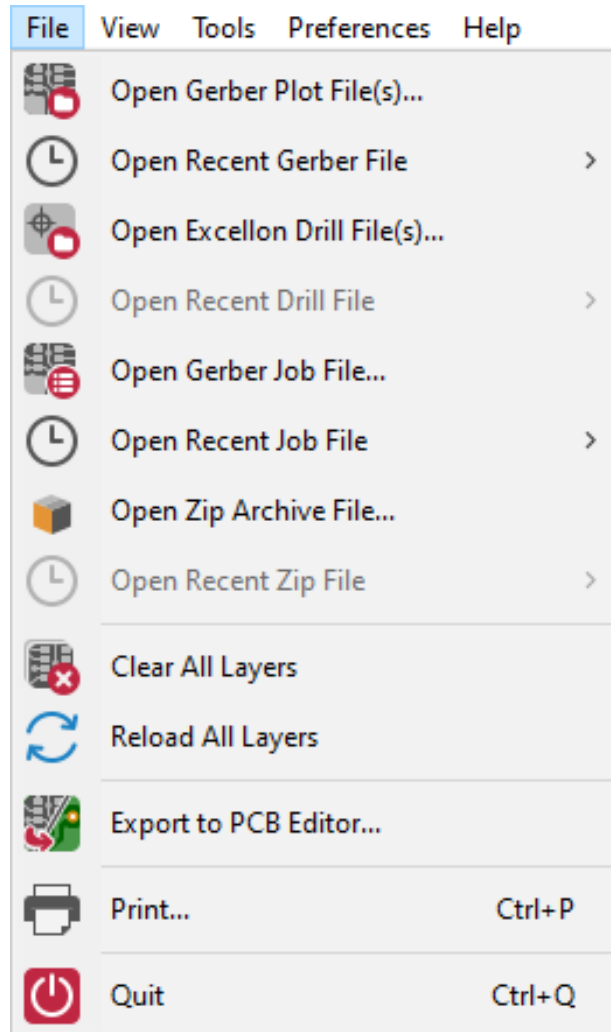 File View Tools Preferences Help
Open Gerber Plot File(s)...
Open Recent Gerber File
Open Excellon Drill File(s)...
Open Recent Drill File
Open Gerber Job File...
Open Recent Job File
Open Zip Archive File...
Open Recent Zip File
Clear All Layers
Reload All Layers
Export to PCB Editor...
Print... Ctrl+P
Quit Ctrl+Q